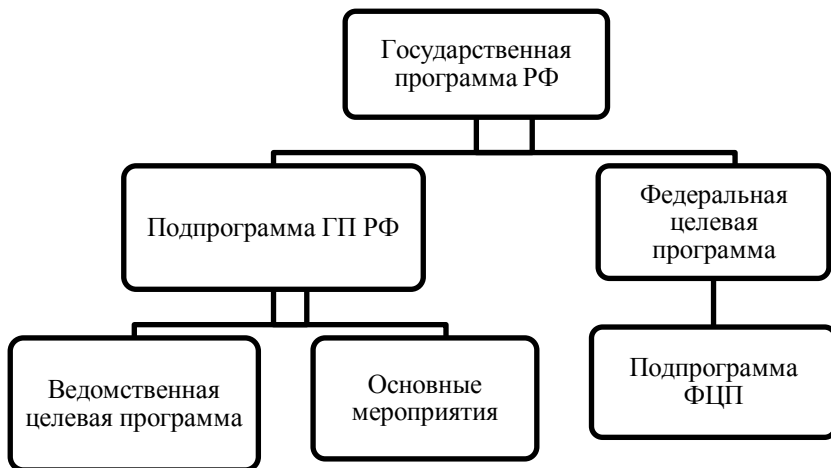 Государственная
программа РФ
Подпрограмма ГП РФ
Федеральная
целевая
программа
Ведомственная
целевая программа
Основные
мероприятия
Подпрограмма
ФЦП